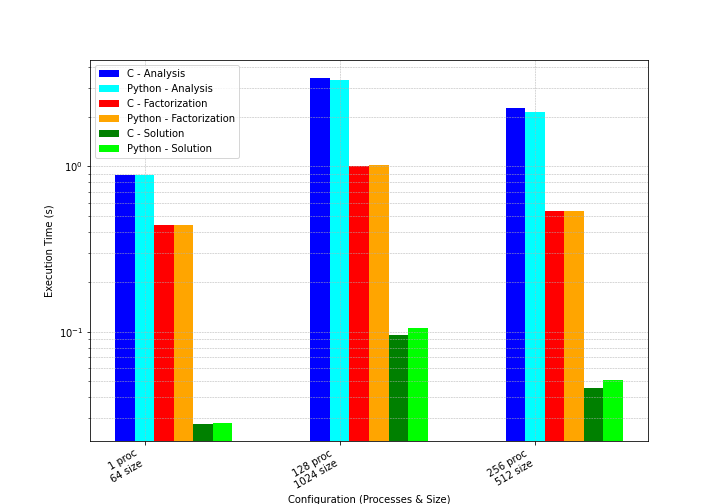 C - Analysis
Python - Analysis
C - Factorization
Python - Factorization
C - Solution
Python - Solution
10⁰
10⁻¹
Execution Time (s)
1 proc
64 size
128 proc
1024 size
256 proc
512 size
Configuration (Processes & Size)